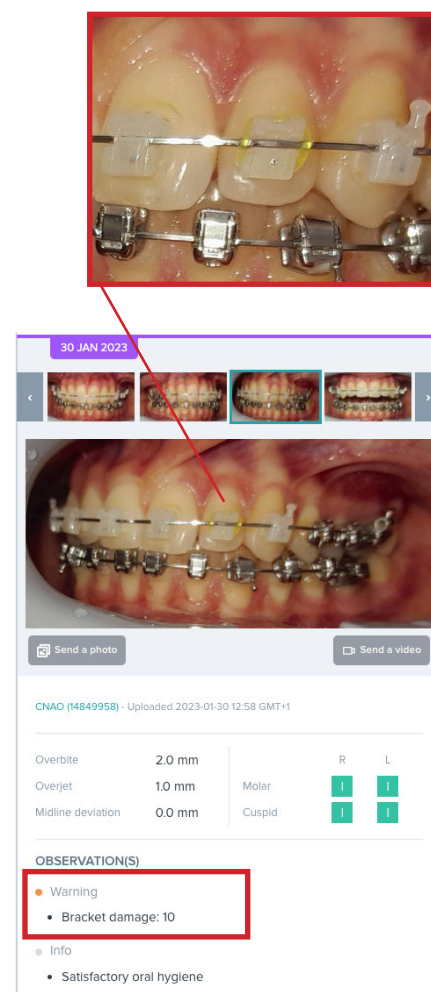 30 JAN 2023
‹
›
Send a photo
Send a video
CNAO (14849958) - Uploaded 2023-01-30 12:58 GMT+1
Overbite 2.0 mm R L
Overjet 1.0 mm Molar I I
Midline deviation 0.0 mm Cuspid I I
OBSERVATION(S)
Warning
• Bracket damage: 10
Info
• Satisfactory oral hygiene